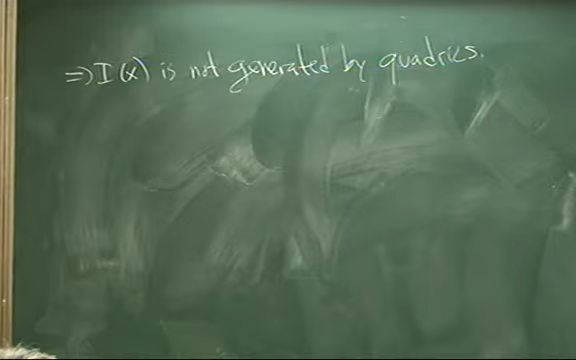 ⇒ I(X) is not generated by quadrics.